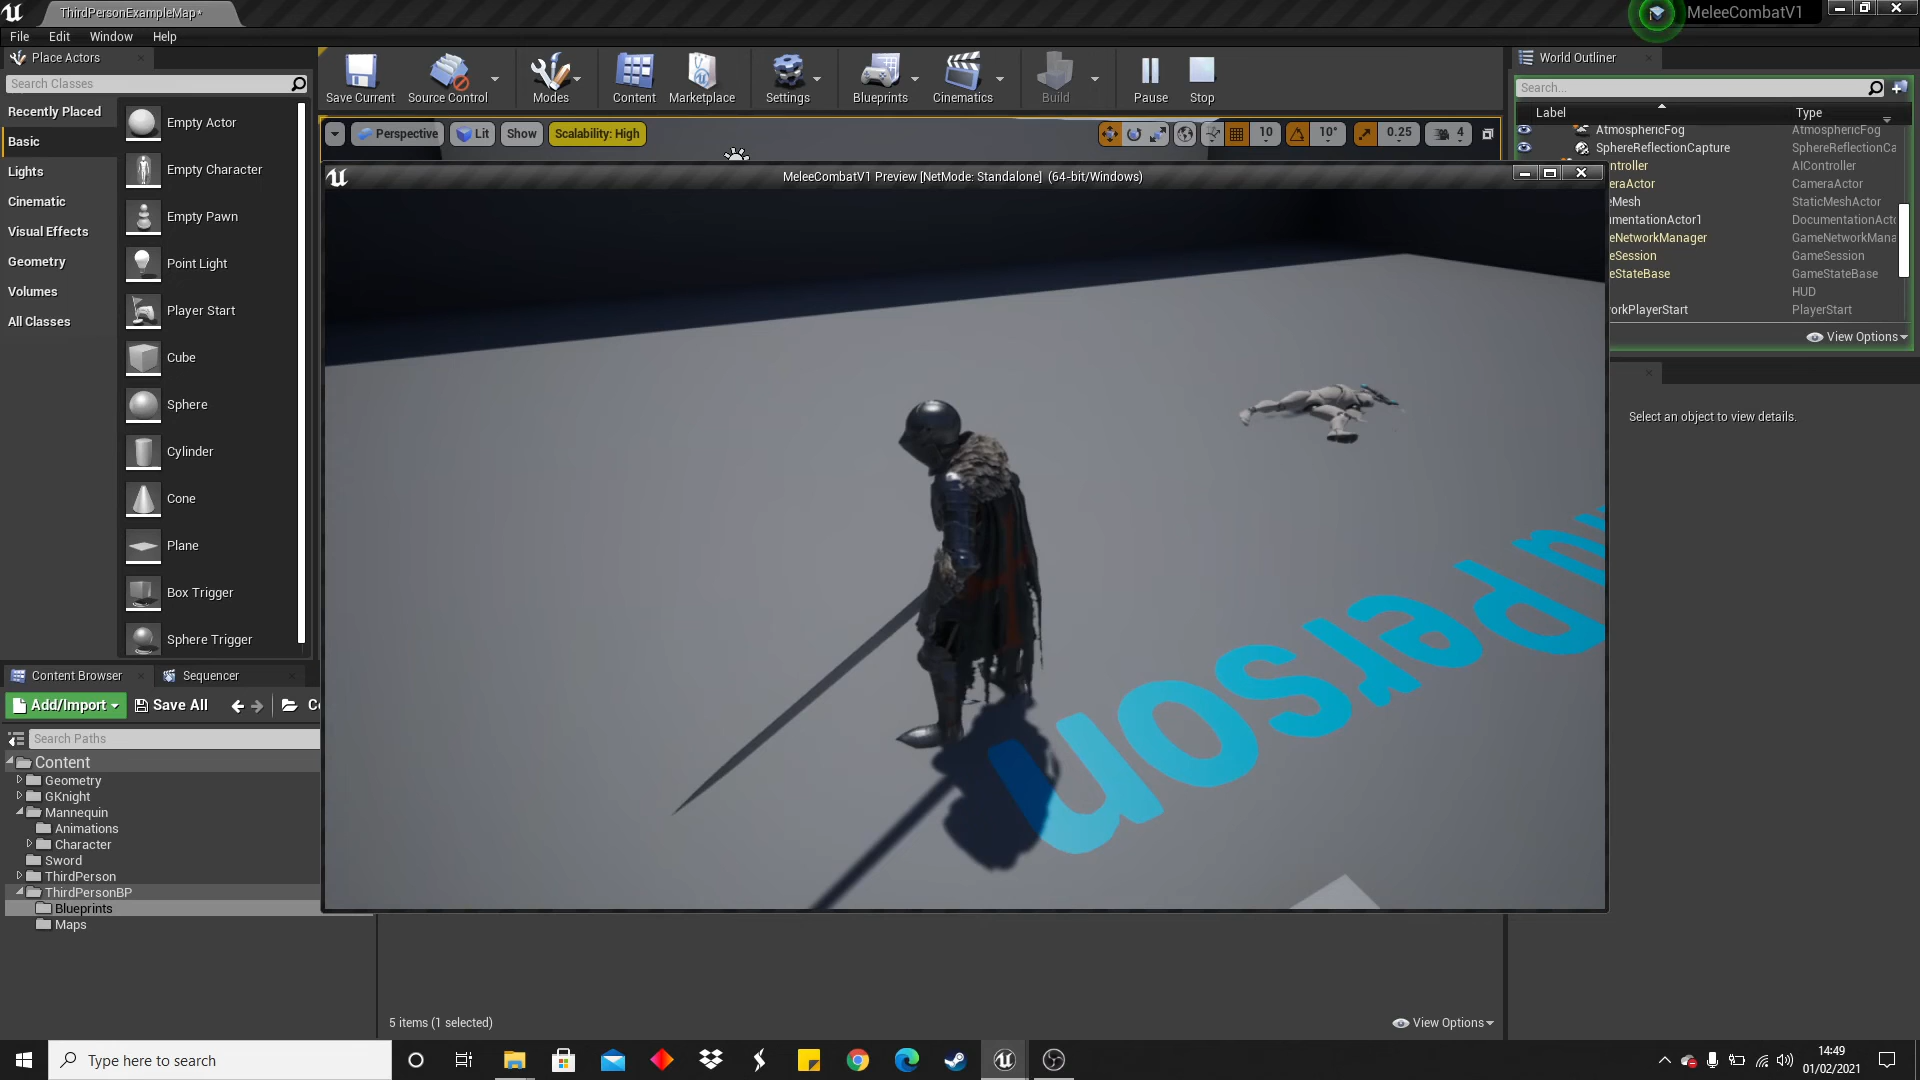 ThirdPersonExampleMap*
MeleeCombatV1
File Edit Window Help
Place Actors
Search Classes
Recently Placed
Basic
Lights
Cinematic
Visual Effects
Geometry
Volumes
All Classes
Empty Actor
Empty Character
Empty Pawn
Point Light
Player Start
Cube
Sphere
Cylinder
Cone
Plane
Box Trigger
Sphere Trigger
Save Current
Source Control
Modes
Content
Marketplace
Settings
Blueprints
Cinematics
Build
Pause
Stop
Perspective
Lit
Show
Scalability: High
10
10°
0.25
4
MeleeCombatV1 Preview [NetMode: Standalone] (64-bit/Windows)
Person
World Outliner
Search...
Label Type
AtmosphericFog AtmosphericFog
SphereReflectionCapture SphereReflectionCa
ntroller AIController
eraActor CameraActor
eMesh StaticMeshActor
umentationActor1 DocumentationActo
eNetworkManager GameNetworkMana
eSession GameSession
eStateBase GameStateBase
HUD
orkPlayerStart PlayerStart
View Options
Select an object to view details.
Content Browser
Sequencer
Add/Import
Save All
Co
Search Paths
Content
Geometry
GKnight
Mannequin
Animations
Character
Sword
ThirdPerson
ThirdPersonBP
Blueprints
Maps
5 items (1 selected)
View Options
Type here to search
14:49
01/02/2021